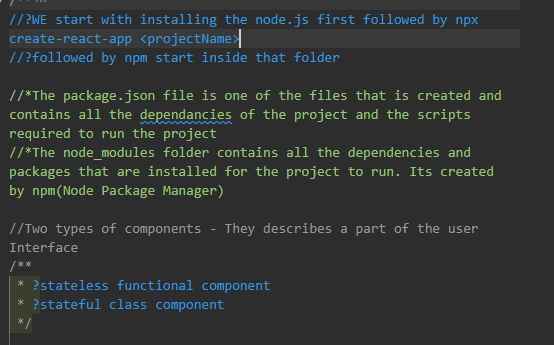 //?WE start with installing the node.js first followed by npx
create-react-app <projectName>
//?followed by npm start inside that folder
//*The package.json file is one of the files that is created and
contains all the dependancies of the project and the scripts
required to run the project
//*The node_modules folder contains all the dependencies and
packages that are installed for the project to run. Its created
by npm(Node Package Manager)
//Two types of components - They describes a part of the user
Interface
/**
* ?stateless functional component
* ?stateful class component
*/